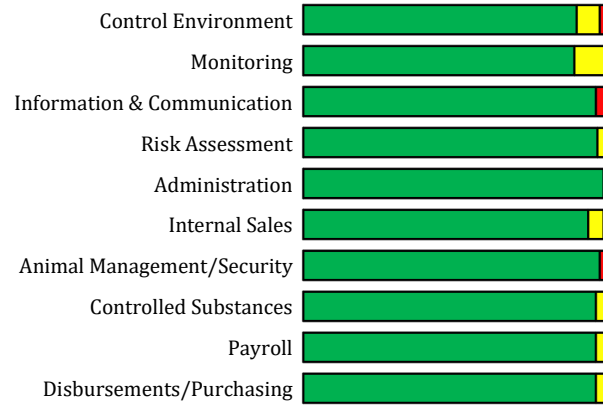 Control Environment
Monitoring
Information & Communication
Risk Assessment
Administration
Internal Sales
Animal Management/Security
Controlled Substances
Payroll
Disbursements/Purchasing